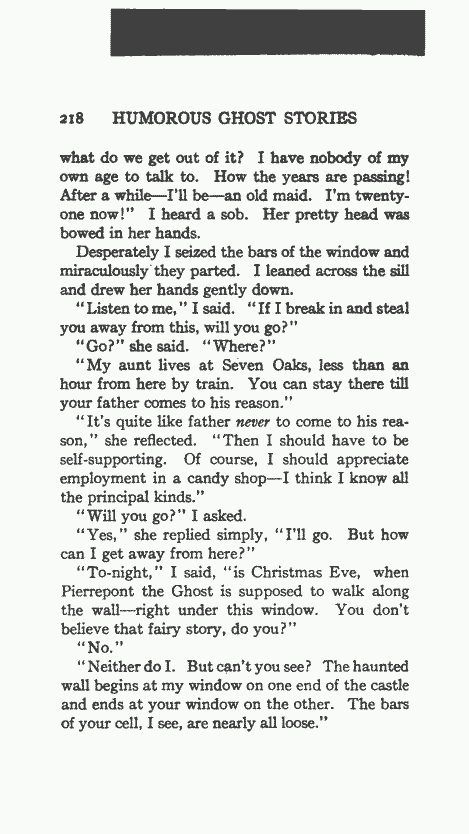 218 HUMOROUS GHOST STORIES
what do we get out of it? I have nobody of my
own age to talk to. How the years are passing!
After a while—I'll be—an old maid. I'm twenty-
one now!" I heard a sob. Her pretty head was
bowed in her hands.
Desperately I seized the bars of the window and
miraculously they parted. I leaned across the sill
and drew her hands gently down.
"Listen to me," I said. "If I break in and steal
you away from this, will you go?"
"Go?" she said. "Where?"
"My aunt lives at Seven Oaks, less than an
hour from here by train. You can stay there till
your father comes to his reason."
"It's quite like father never to come to his rea-
son," she reflected. "Then I should have to be
self-supporting. Of course, I should appreciate
employment in a candy shop—I think I know all
the principal kinds."
"Will you go?" I asked.
"Yes," she replied simply, "I'll go. But how
can I get away from here?"
"To-night," I said, "is Christmas Eve, when
Pierrepont the Ghost is supposed to walk along
the wall—right under this window. You don't
believe that fairy story, do you?"
"No."
"Neither do I. But can't you see? The haunted
wall begins at my window on one end of the castle
and ends at your window on the other. The bars
of your cell, I see, are nearly all loose."